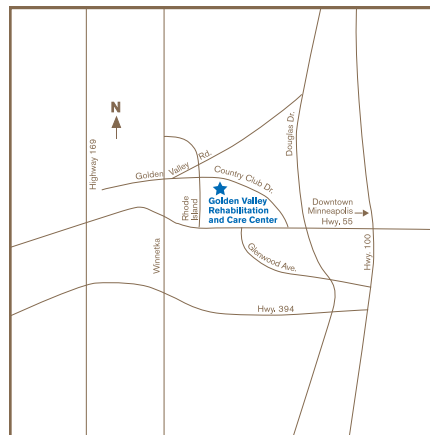 N
Highway 169
Golden Valley Rd.
Country Club Dr.
Douglas Dr.
Golden Valley
Rehabilitation
and Care Center
Rhode
Island
Downtown
Minneapolis
Hwy, 55
Winnetka
Glenwood Ave.
Hwy. 100
Hwy. 394